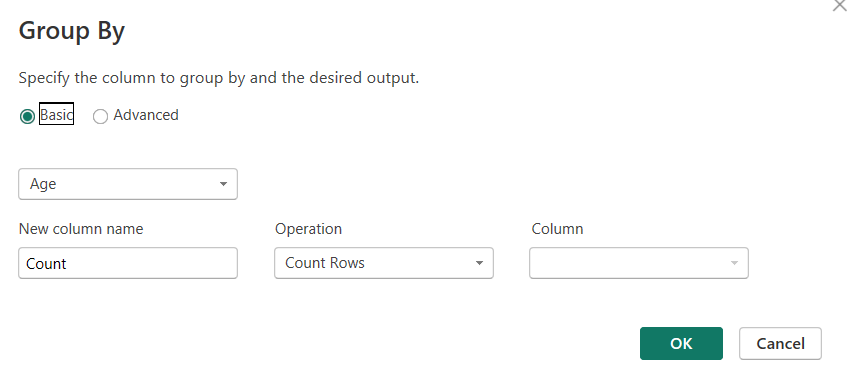 Group By
Specify the column to group by and the desired output.
Basic Advanced
Age
New column name Operation Column
Count Count Rows
OK Cancel